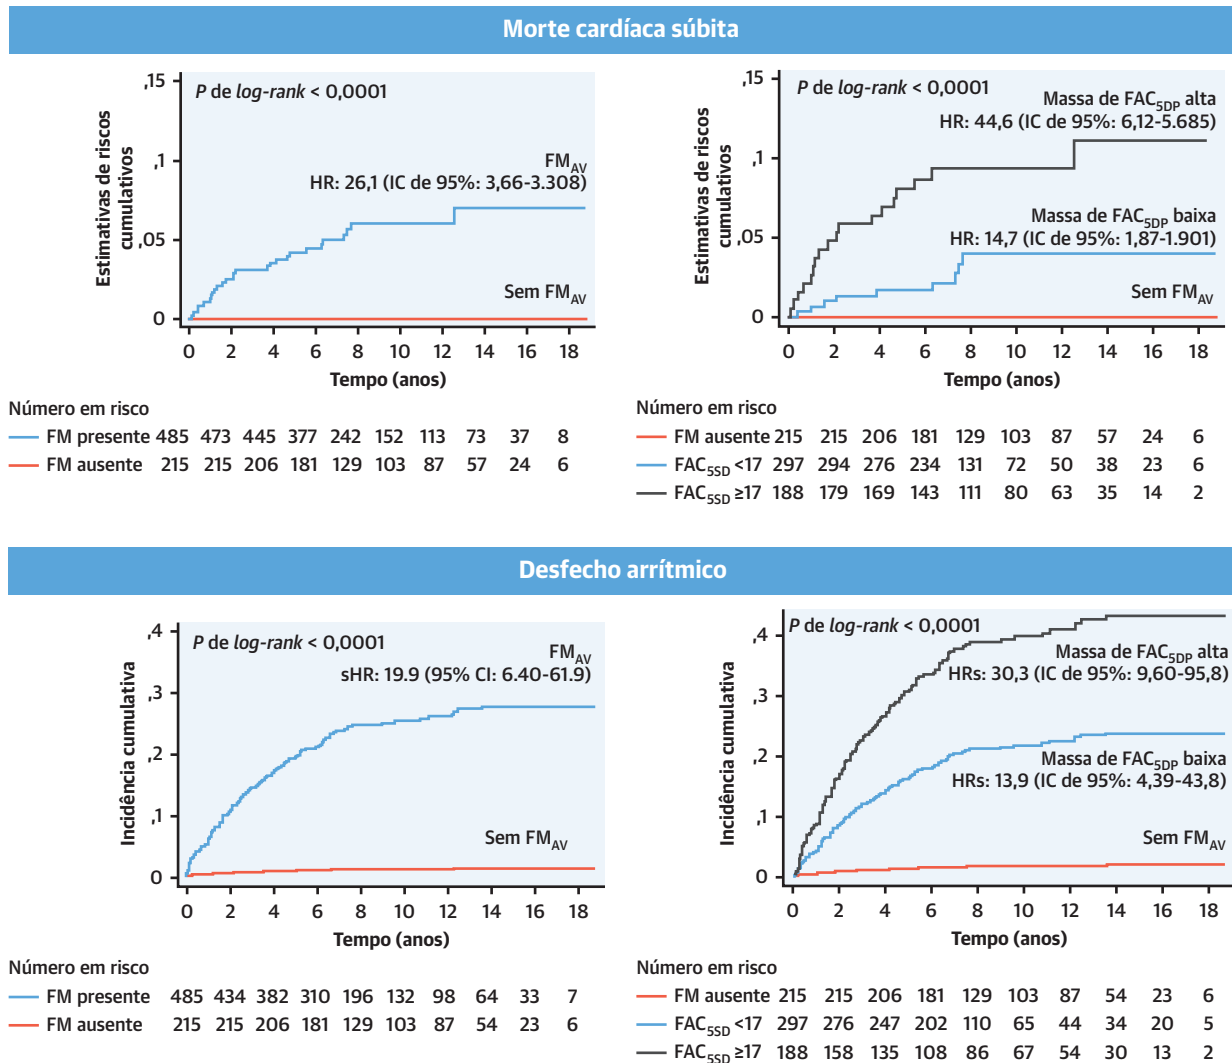 Morte cardíaca súbita
Estimativas de riscos
cumulativos
,15
,1
,05
0
P de log-rank < 0,0001
FMAV
HR: 26,1 (IC de 95%: 3,66-3.308)
Sem FMAV
0 2 4 6 8 10 12 14 16 18
Tempo (anos)
Número em risco
FM presente 485 473 445 377 242 152 113 73 37 8
FM ausente 215 215 206 181 129 103 87 57 24 6
Estimativas de riscos
cumulativos
,15
,1
,05
0
P de log-rank < 0,0001
Massa de FAC5DP alta
HR: 44,6 (IC de 95%: 6,12-5.685)
Massa de FAC5DP baixa
HR: 14,7 (IC de 95%: 1,87-1.901)
Sem FMAV
0 2 4 6 8 10 12 14 16 18
Tempo (anos)
Número em risco
FM ausente 215 215 206 181 129 103 87 57 24 6
FAC5SD <17 297 294 276 234 131 72 50 38 23 6
FAC5SD ≥17 188 179 169 143 111 80 63 35 14 2
Desfecho arrítmico
Incidência cumulativa
,4
,3
,2
,1
0
P de log-rank < 0,0001
FMAV
sHR: 19.9 (95% CI: 6.40-61.9)
Sem FMAV
0 2 4 6 8 10 12 14 16 18
Tempo (anos)
Número em risco
FM presente 485 434 382 310 196 132 98 64 33 7
FM ausente 215 215 206 181 129 103 87 54 23 6
Incidência cumulativa
,4
,3
,2
,1
0
P de log-rank < 0,0001
Massa de FAC5DP alta
HRs: 30,3 (IC de 95%: 9,60-95,8)
Massa de FAC5DP baixa
HRs: 13,9 (IC de 95%: 4,39-43,8)
Sem FMAV
0 2 4 6 8 10 12 14 16 18
Tempo (anos)
Número em risco
FM ausente 215 215 206 181 129 103 87 54 23 6
FAC5SD <17 297 276 247 202 110 65 44 34 20 5
FAC5SD ≥17 188 158 135 108 86 67 54 30 13 2